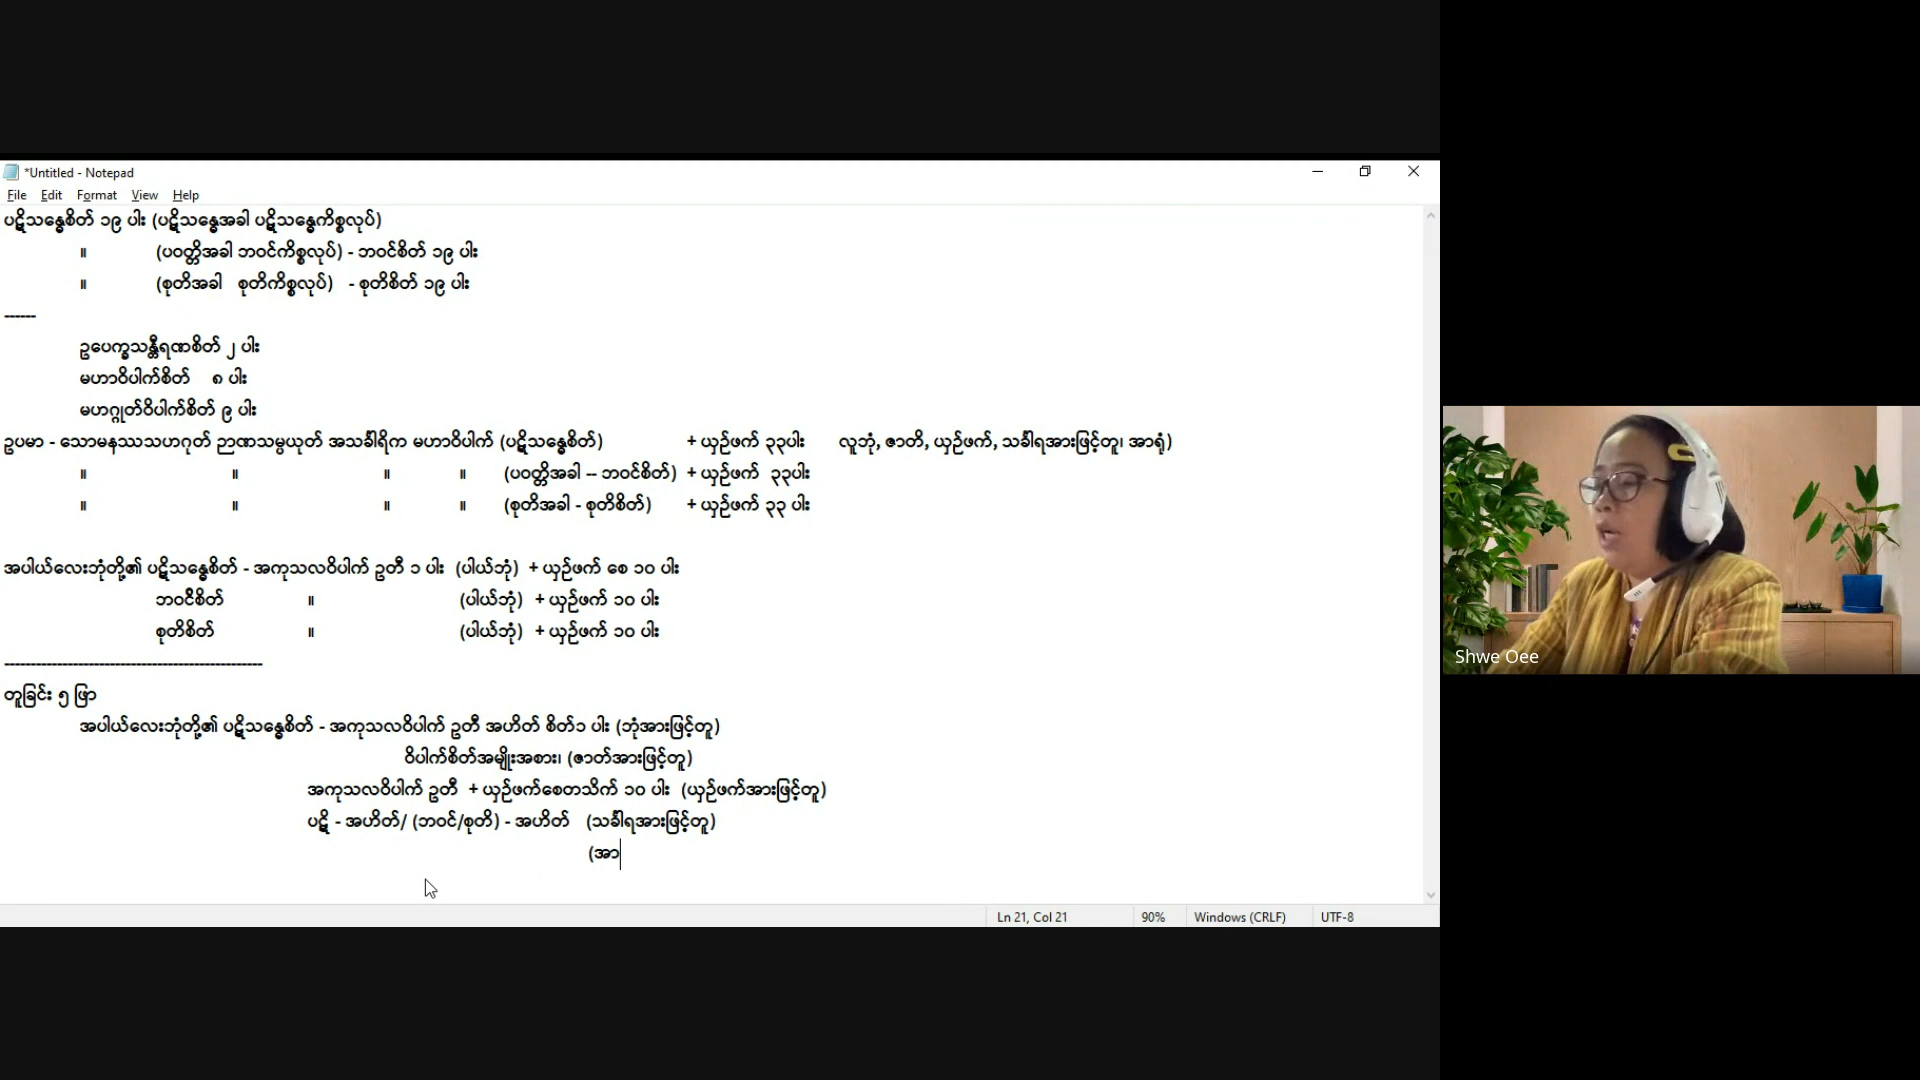 *Untitled - Notepad
File Edit Format View Help
ပဋိသန္ဓေစိတ် ၁၉ ပါး (ပဋိသန္ဓေအခါ ပဋိသန္ဓေကိစ္စလုပ်)
။ (ပဝတ္တိအခါ ဘဝင်ကိစ္စလုပ်) - ဘဝင်စိတ် ၁၉ ပါး
။ (စုတိအခါ စုတိကိစ္စလုပ်) - စုတိစိတ် ၁၉ ပါး
------
ဥပေက္ခသန္တီရဏစိတ် ၂ ပါး
မဟာဝိပါက်စိတ် ၈ ပါး
မဟဂ္ဂုတ်ဝိပါက်စိတ် ၉ ပါး
ဥပမာ - သောမနဿသဟဂုတ် ဉာဏသမ္ပယုတ် အသင်္ခါရိက မဟာဝိပါက် (ပဋိသန္ဓေစိတ်) + ယှဉ်ဖက် ၃၃ပါး လူဘုံ, ဇာတိ, ယှဉ်ဖက်, သင်္ခါရအားဖြင့်တူ၊ အာရုံ)
။ ။ ။ ။ (ပဝတ္တိအခါ -- ဘဝင်စိတ်) + ယှဉ်ဖက် ၃၃ပါး
။ ။ ။ ။ (စုတိအခါ - စုတိစိတ်) + ယှဉ်ဖက် ၃၃ ပါး
အပါယ်လေးဘုံတို့၏ ပဋိသန္ဓေစိတ် - အကုသလဝိပါက် ဥတီ ၁ ပါး (ပါယ်ဘုံ) + ယှဉ်ဖက် စေ ၁၀ ပါး
ဘဝင်စိတ် ။ (ပါယ်ဘုံ) + ယှဉ်ဖက် ၁၀ ပါး
စုတိစိတ် ။ (ပါယ်ဘုံ) + ယှဉ်ဖက် ၁၀ ပါး
-------------------------------------------------
တူခြင်း ၅ ဖြာ
အပါယ်လေးဘုံတို့၏ ပဋိသန္ဓေစိတ် - အကုသလဝိပါက် ဥတီ အဟိတ် စိတ်၁ ပါး (ဘုံအားဖြင့်တူ)
ဝိပါက်စိတ်အမျိုးအစား၊ (ဇာတ်အားဖြင့်တူ)
အကုသလဝိပါက် ဥတီ + ယှဉ်ဖက်စေတသိက် ၁၀ ပါး (ယှဉ်ဖက်အားဖြင့်တူ)
ပဋိ - အဟိတ်/ (ဘဝင်/စုတိ) - အဟိတ် (သင်္ခါရအားဖြင့်တူ)
(အာ
Ln 21, Col 21 90% Windows (CRLF) UTF-8
Shwe Oee